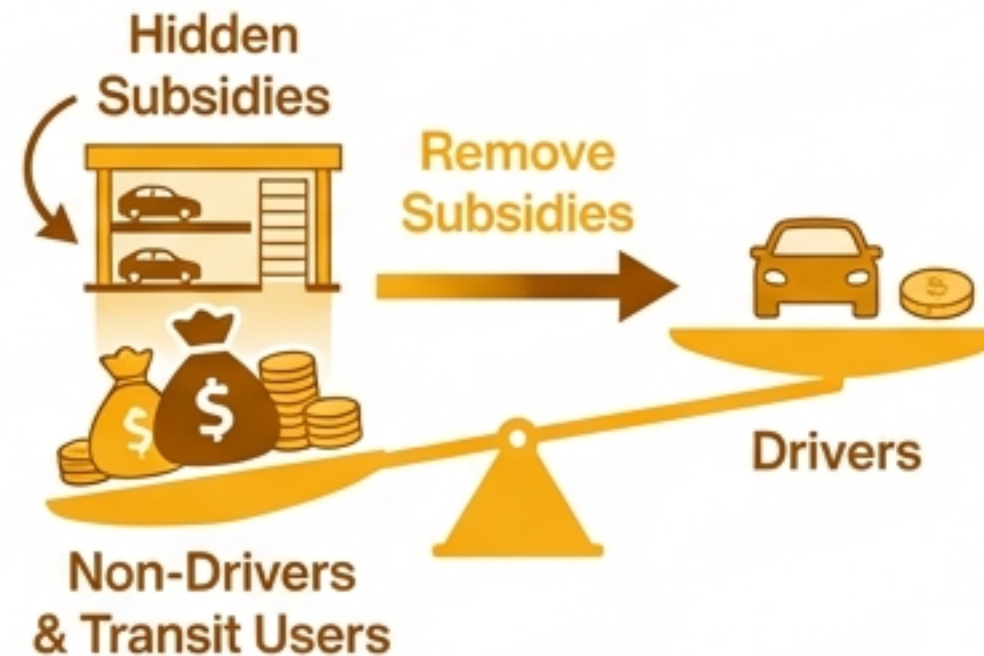 Hidden
Subsidies
Remove
Subsidies
$
$
$
Drivers
Non-Drivers
& Transit Users